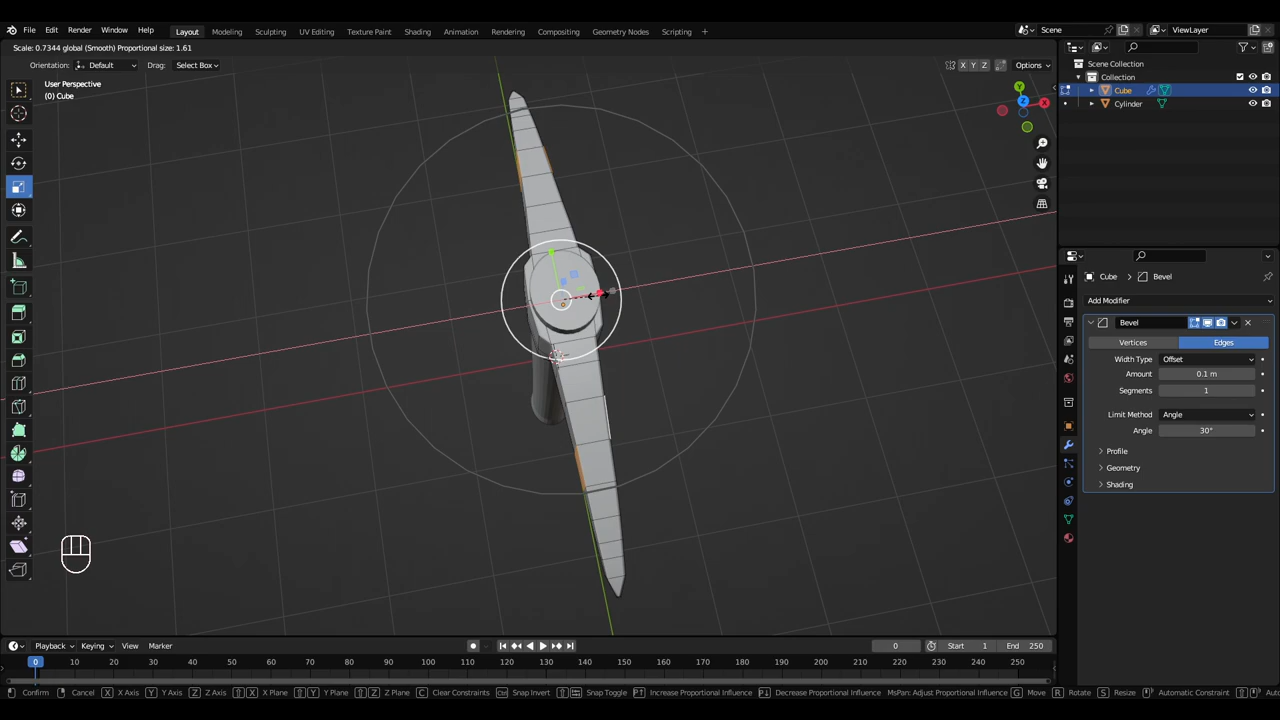 File Edit Render Window Help Layout Modeling Sculpting UV Editing Texture Paint Shading Animation Rendering Compositing Geometry Nodes Scripting + Scene ViewLayer
Scale: 0.7344 global (Smooth) Proportional size: 1.61
Orientation: Default Drag: Select Box X Y Z Options
User Perspective
(0) Cube
Scene Collection
Collection
Cube
Cylinder
Y
Z
X
Cube > Bevel
Add Modifier
Bevel
Vertices Edges
Width Type Offset
Amount 0.1 m
Segments 1
Limit Method Angle
Angle 30°
Profile
Geometry
Shading
Playback Keying View Marker 0 Start 1 End 250
0 10 20 30 40 50 60 70 80 90 100 110 120 130 140 150 160 170 180 190 200 210 220 230 240 250
Confirm Cancel X X Axis Y Y Axis Z Z Axis X X Plane Y Y Plane Z Z Plane C Clear Constraints Snap Invert Snap Toggle Increase Proportional Influence Decrease Proportional Influence MsPan: Adjust Proportional Influence G Move R Rotate S Resize Automatic Constraint